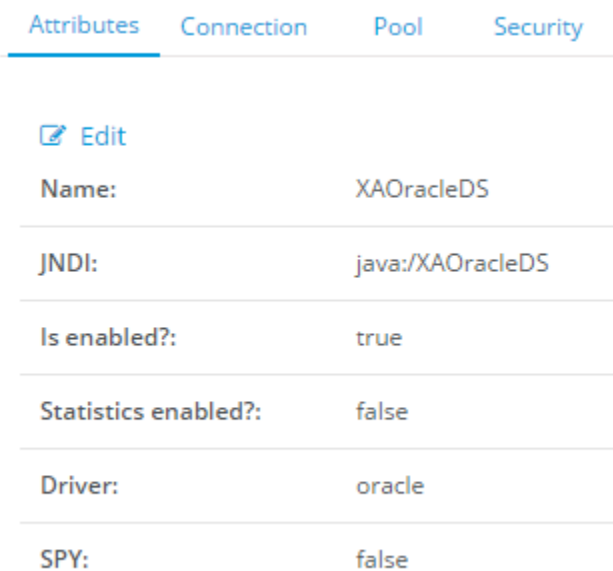 Attributes Connection Pool Security
Edit
Name: XAOracleDS
JNDI: java:/XAOracleDS
Is enabled?: true
Statistics enabled?: false
Driver: oracle
SPY: false